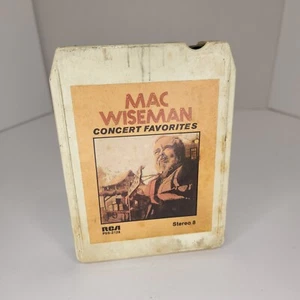 MAC
WISEMAN
CONCERT FAVORITES
RCA
Stereo 8